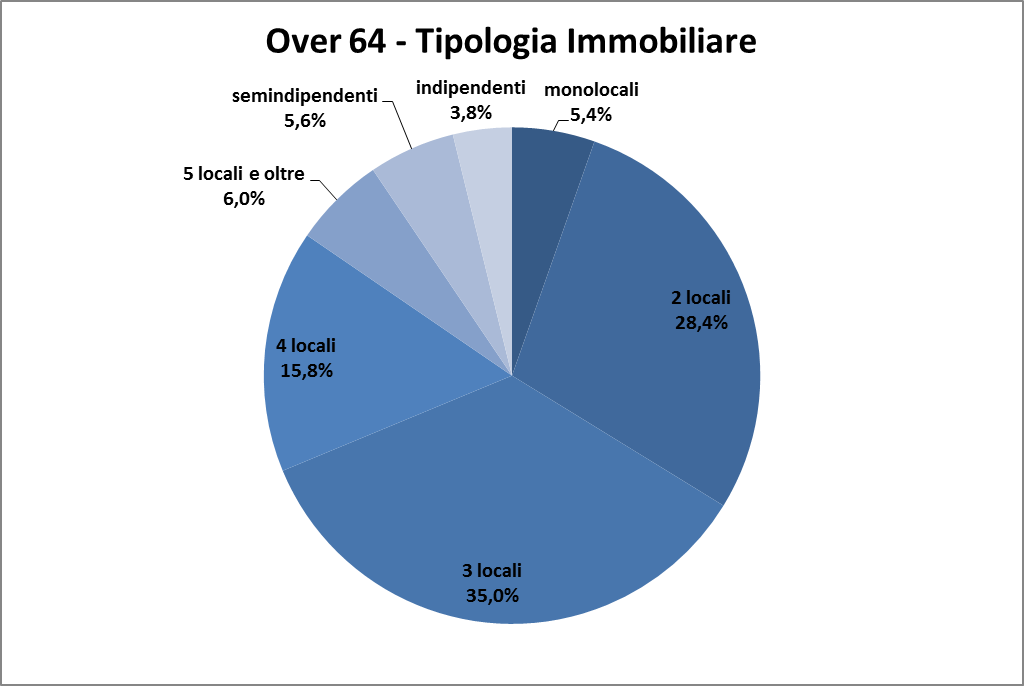 Over 64 - Tipologia Immobiliare
monolocali
5,4%
2 locali
28,4%
3 locali
35,0%
4 locali
15,8%
5 locali e oltre
6,0%
semindipendenti
5,6%
indipendenti
3,8%